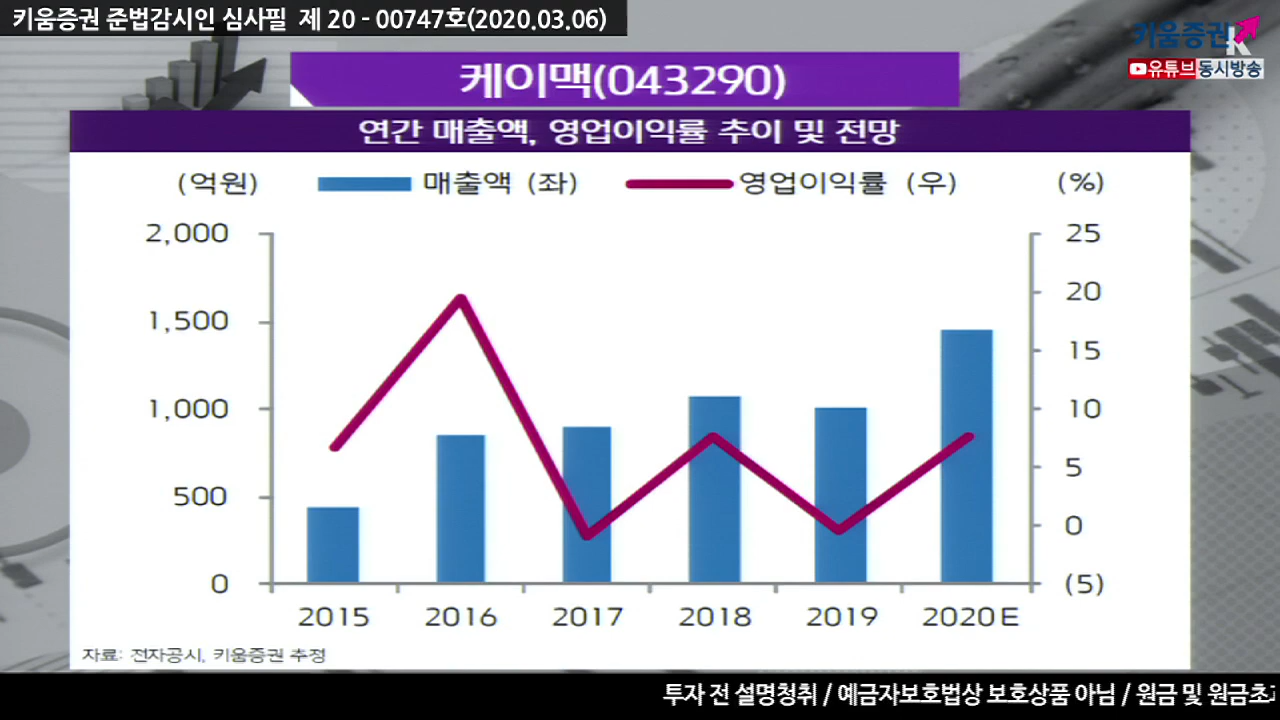 키움증권 준법감시인 심사필 제 20 - 00747호(2020.03.06)
키움증권
유튜브 동시방송
케이맥(043290)
연간 매출액, 영업이익률 추이 및 전망
(억원) 매출액 (좌) 영업이익률 (우) (%)
2,000 25
20
1,500
15
1,000 10
5
500
0
0 (5)
2015 2016 2017 2018 2019 2020E
자료: 전자공시, 키움증권 추정
투자 전 설명청취 / 예금자보호법상 보호상품 아님 / 원금 및 원금초